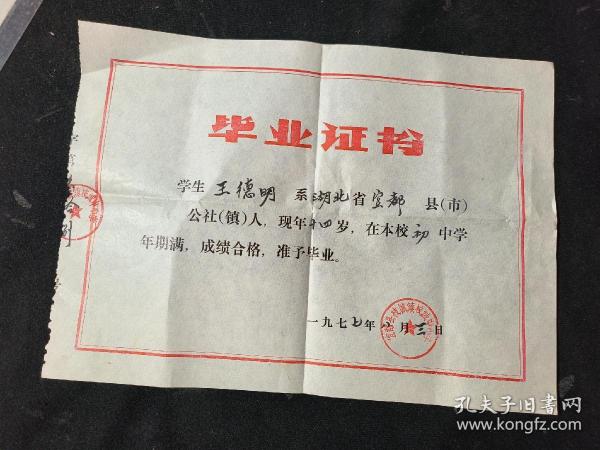 毕业证书
学生 王德明 系湖北省宜都 县(市)
公社(镇)人，现年十四岁，在本校初中学
年期满，成绩合格，准予毕业。
一九七七年 月三日
孔夫子旧书网
www.kongfz.com